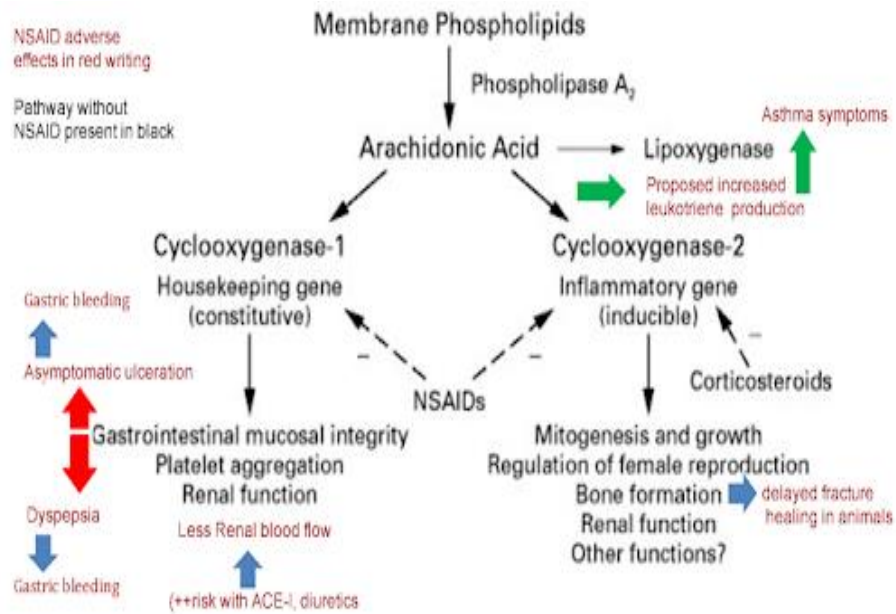 Membrane Phospholipids
NSAID adverse
effects in red writing
Phospholipase A₂
Pathway without
NSAID present in black
Asthma symptoms
Arachidonic Acid
Lipoxygenase
Proposed increased
leukotriene production
Cyclooxygenase-1
Cyclooxygenase-2
Housekeeping gene
(constitutive)
Inflammatory gene
(inducible)
Gastric bleeding
–
–
–
Asymptomatic ulceration
NSAIDs
Corticosteroids
Gastrointestinal mucosal integrity
Platelet aggregation
Renal function
Mitogenesis and growth
Regulation of female reproduction
Bone formation
Renal function
Other functions?
delayed fracture
healing in animals
Dyspepsia
Less Renal blood flow
Gastric bleeding
(++risk with ACE-I, diuretics